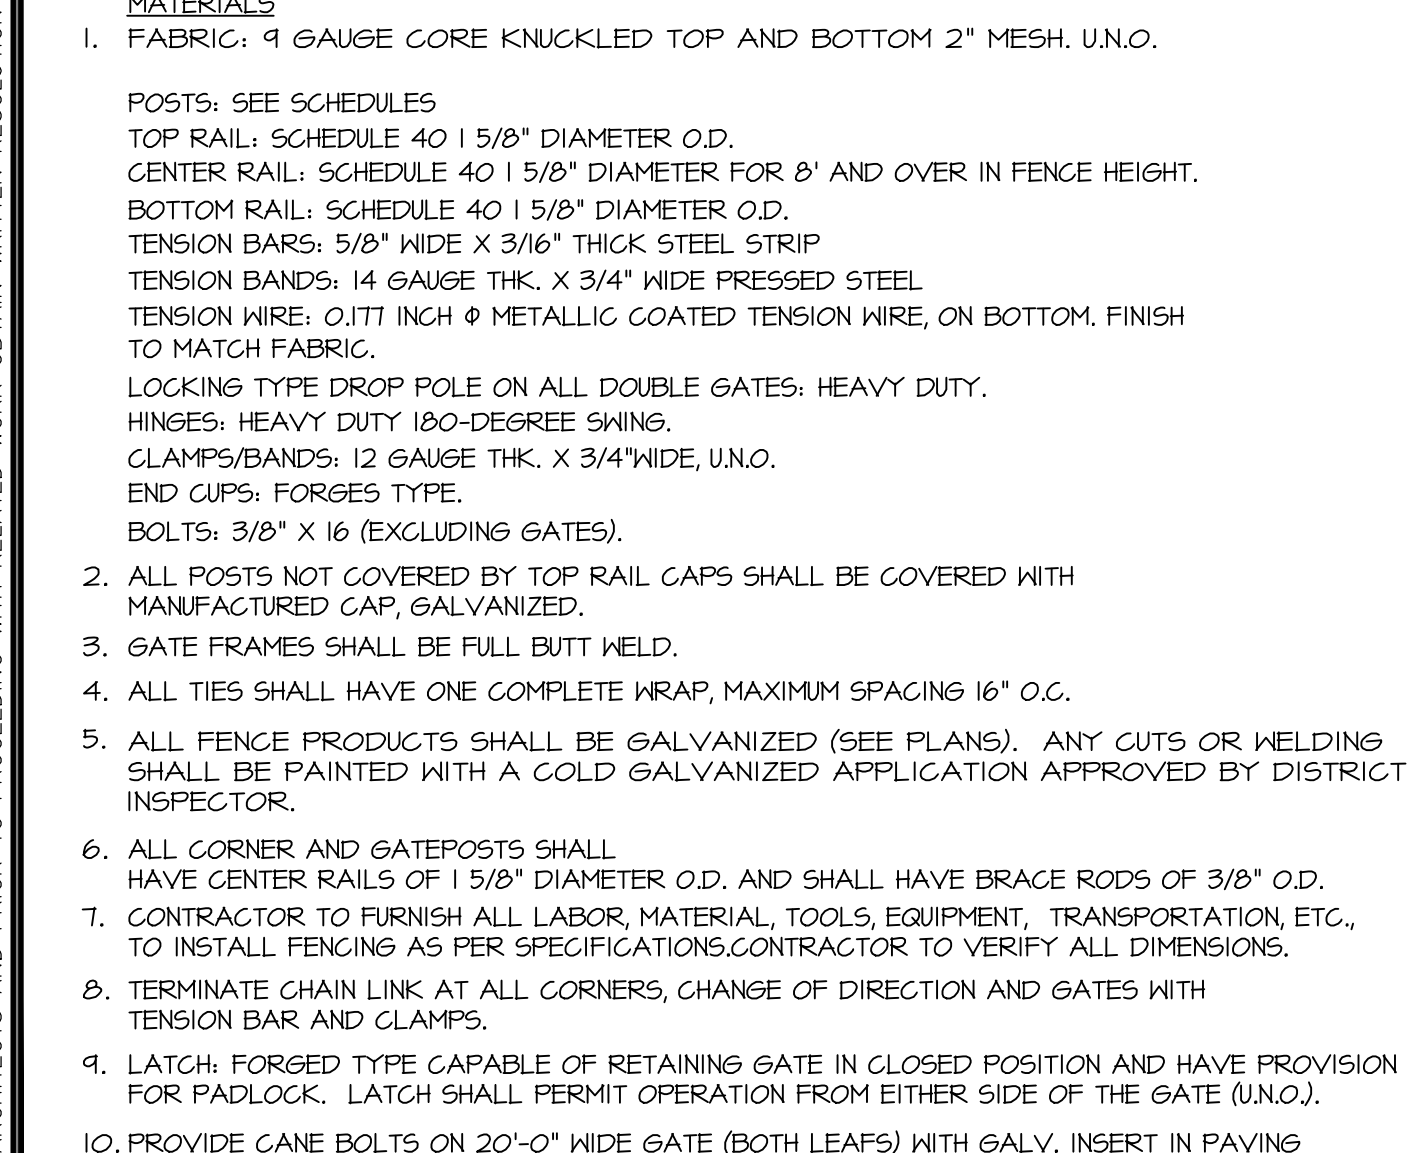 MATERIALS
1. FABRIC: 9 GAUGE CORE KNUCKLED TOP AND BOTTOM 2" MESH. U.N.O.
POSTS: SEE SCHEDULES
TOP RAIL: SCHEDULE 40 1 5/8" DIAMETER O.D.
CENTER RAIL: SCHEDULE 40 1 5/8" DIAMETER FOR 8' AND OVER IN FENCE HEIGHT.
BOTTOM RAIL: SCHEDULE 40 1 5/8" DIAMETER O.D.
TENSION BARS: 5/8" WIDE X 3/16" THICK STEEL STRIP
TENSION BANDS: 14 GAUGE THK. X 3/4" WIDE PRESSED STEEL
TENSION WIRE: 0.177 INCH Φ METALLIC COATED TENSION WIRE, ON BOTTOM. FINISH
TO MATCH FABRIC.
LOCKING TYPE DROP POLE ON ALL DOUBLE GATES: HEAVY DUTY.
HINGES: HEAVY DUTY 180-DEGREE SWING.
CLAMPS/BANDS: 12 GAUGE THK. X 3/4"WIDE, U.N.O.
END CUPS: FORGES TYPE.
BOLTS: 3/8" X 16 (EXCLUDING GATES).
2. ALL POSTS NOT COVERED BY TOP RAIL CAPS SHALL BE COVERED WITH
MANUFACTURED CAP, GALVANIZED.
3. GATE FRAMES SHALL BE FULL BUTT WELD.
4. ALL TIES SHALL HAVE ONE COMPLETE WRAP, MAXIMUM SPACING 16" O.C.
5. ALL FENCE PRODUCTS SHALL BE GALVANIZED (SEE PLANS). ANY CUTS OR WELDING
SHALL BE PAINTED WITH A COLD GALVANIZED APPLICATION APPROVED BY DISTRICT
INSPECTOR.
6. ALL CORNER AND GATEPOSTS SHALL
HAVE CENTER RAILS OF 1 5/8" DIAMETER O.D. AND SHALL HAVE BRACE RODS OF 3/8" O.D.
7. CONTRACTOR TO FURNISH ALL LABOR, MATERIAL, TOOLS, EQUIPMENT, TRANSPORTATION, ETC.,
TO INSTALL FENCING AS PER SPECIFICATIONS.CONTRACTOR TO VERIFY ALL DIMENSIONS.
8. TERMINATE CHAIN LINK AT ALL CORNERS, CHANGE OF DIRECTION AND GATES WITH
TENSION BAR AND CLAMPS.
9. LATCH: FORGED TYPE CAPABLE OF RETAINING GATE IN CLOSED POSITION AND HAVE PROVISION
FOR PADLOCK. LATCH SHALL PERMIT OPERATION FROM EITHER SIDE OF THE GATE (U.N.O.).
10. PROVIDE CANE BOLTS ON 20'-0" WIDE GATE (BOTH LEAFS) WITH GALV. INSERT IN PAVING